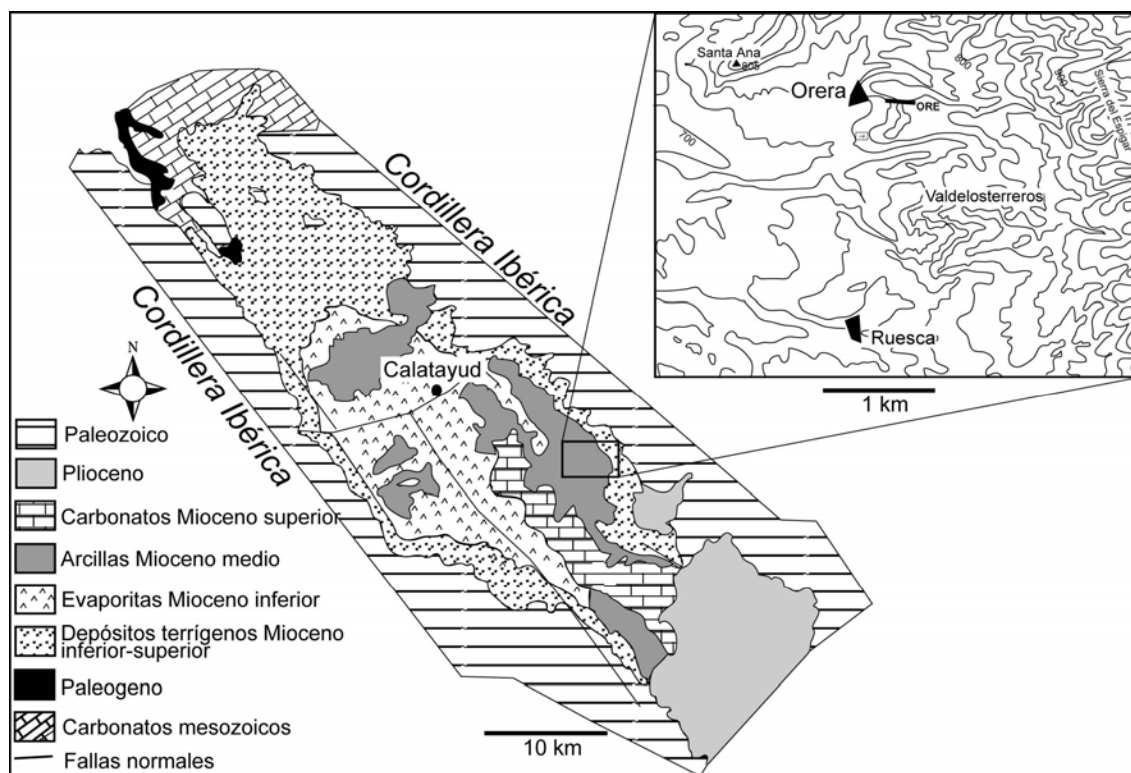 Santa Ana
808
800
Orera
ORE
900
Sierra del Espigar
700
Valdelosterreros
Ruesca
1 km
Cordillera Ibérica
Cordillera Ibérica
Calatayud
N
Paleozoico
Plioceno
Carbonatos Mioceno superior
Arcillas Mioceno medio
Evaporitas Mioceno inferior
Depósitos terrígenos Mioceno
inferior-superior
Paleogeno
Carbonatos mesozoicos
Fallas normales
10 km